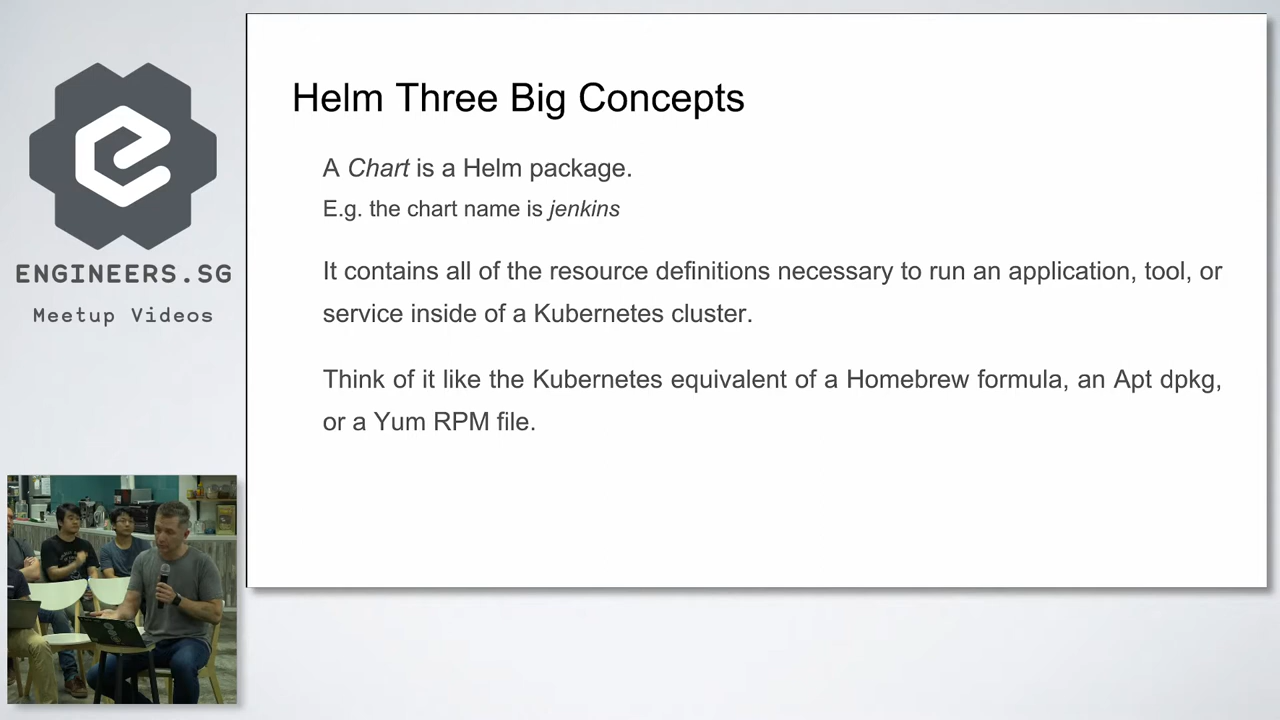 Helm Three Big Concepts
A Chart is a Helm package.
E.g. the chart name is jenkins
It contains all of the resource definitions necessary to run an application, tool, or
service inside of a Kubernetes cluster.
Think of it like the Kubernetes equivalent of a Homebrew formula, an Apt dpkg,
or a Yum RPM file.
ENGINEERS.SG
Meetup Videos